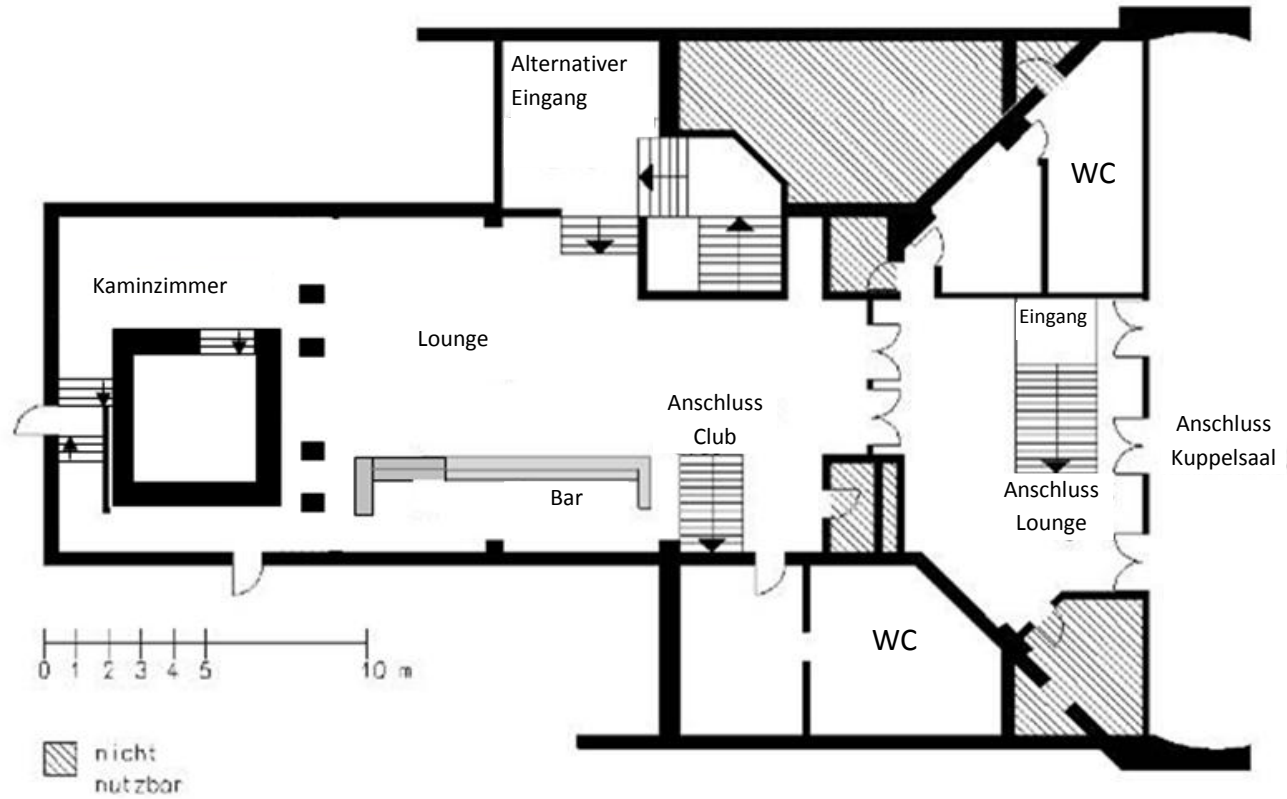 Alternativer
Eingang
WC
Kaminzimmer
Lounge
Eingang
Anschluss
Club
Anschluss
Kuppelsaal
Anschluss
Lounge
Bar
WC
0 1 2 3 4 5 10 m
nicht
nutzbar